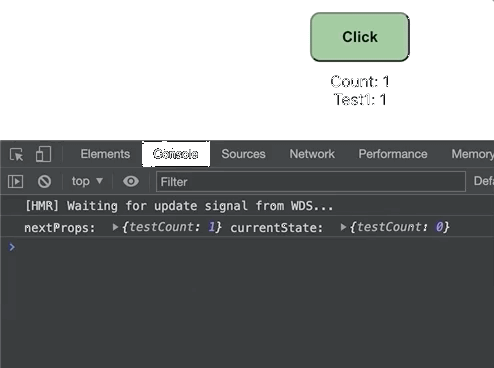 Click
Count: 1
Test1: 1
Elements Console Sources Network Performance Memory
top ▼ Filter Defa
[HMR] Waiting for update signal from WDS...
nextProps: ▶{testCount: 1} currentState: ▶{testCount: 0}
>